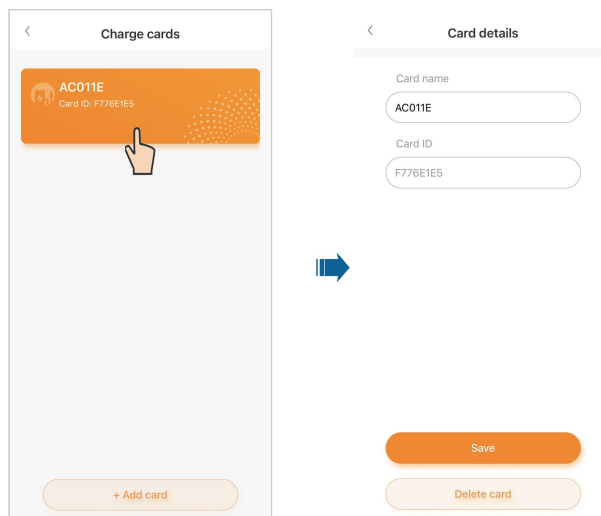 Charge cards
AC011E
Card ID: F776E1E5
+ Add card
Card details
Card name
AC011E
Card ID
F776E1E5
Save
Delete card